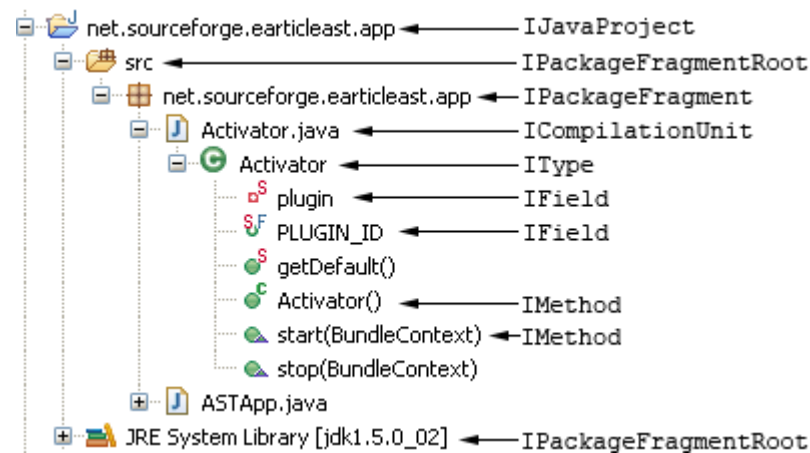 net.sourceforge.earticleast.app IJavaProject
src IPackageFragmentRoot
net.sourceforge.earticleast.app IPackageFragment
Activator.java ICompilationUnit
Activator IType
plugin IField
PLUGIN_ID IField
getDefault()
Activator() IMethod
start(BundleContext) IMethod
stop(BundleContext)
ASTApp.java
JRE System Library [jdk1.5.0_02] IPackageFragmentRoot